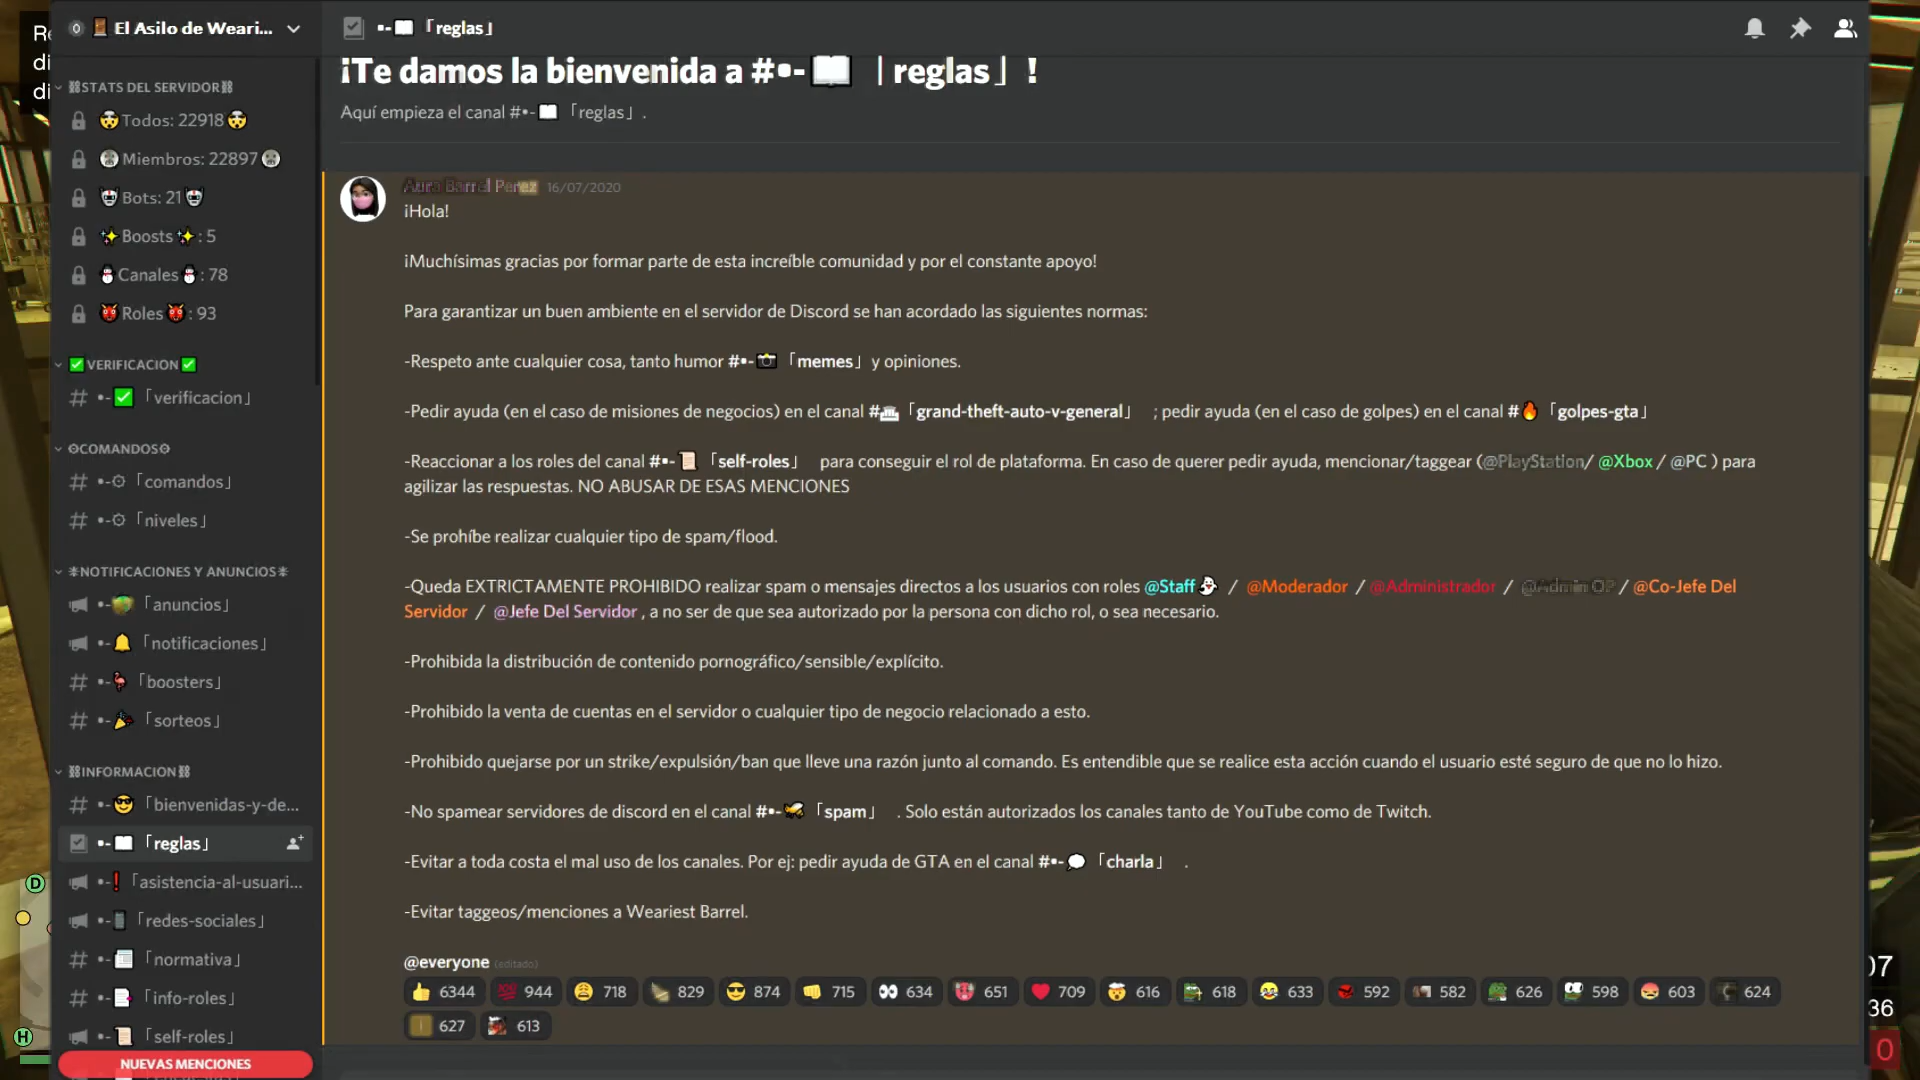 El Asilo de Weari...
•-📖「reglas」
¡Te damos la bienvenida a #•-📖「reglas」 !
Aquí empieza el canal #•-📖「reglas」.
Re
di
di
⛓STATS DEL SERVIDOR⛓
🤯Todos: 22918🤯
Miembros: 22897
Bots: 21
✨Boosts✨: 5
⛄Canales⛄: 78
👹Roles👹: 93
✅VERIFICACION✅
# •-✅「verificacion」
⚙COMANDOS⚙
# •-⚙「comandos」
# •-⚙「niveles」
☀NOTIFICACIONES Y ANUNCIOS☀
•-「anuncios」
•-🔔「notificaciones」
# •-🦩「boosters」
# •-🎉「sorteos」
⛓INFORMACION⛓
# •-😎「bienvenidas-y-de...
•-📖「reglas」
•-❗「asistencia-al-usuari...
•-📱「redes-sociales」
# •-「normativa」
# •-📑「info-roles」
•-📜「self-roles」
NUEVAS MENCIONES
Aura Barrel Perez 16/07/2020
¡Hola!
¡Muchísimas gracias por formar parte de esta increíble comunidad y por el constante apoyo!
Para garantizar un buen ambiente en el servidor de Discord se han acordado las siguientes normas:
-Respeto ante cualquier cosa, tanto humor #•-📷「memes」 y opiniones.
-Pedir ayuda (en el caso de misiones de negocios) en el canal #「grand-theft-auto-v-general」 ; pedir ayuda (en el caso de golpes) en el canal #🔥「golpes-gta」
-Reaccionar a los roles del canal #•-📜「self-roles」 para conseguir el rol de plataforma. En caso de querer pedir ayuda, mencionar/taggear (@PlayStation/ @Xbox / @PC ) para
agilizar las respuestas. NO ABUSAR DE ESAS MENCIONES
-Se prohíbe realizar cualquier tipo de spam/flood.
-Queda EXTRICTAMENTE PROHIBIDO realizar spam o mensajes directos a los usuarios con roles @Staff👻 / @Moderador / @Administrador / @Admin OP / @Co-Jefe Del
Servidor / @Jefe Del Servidor , a no ser de que sea autorizado por la persona con dicho rol, o sea necesario.
-Prohibida la distribución de contenido pornográfico/sensible/explícito.
-Prohibido la venta de cuentas en el servidor o cualquier tipo de negocio relacionado a esto.
-Prohibido quejarse por un strike/expulsión/ban que lleve una razón junto al comando. Es entendible que se realice esta acción cuando el usuario esté seguro de que no lo hizo.
-No spamear servidores de discord en el canal #•-「spam」 . Solo están autorizados los canales tanto de YouTube como de Twitch.
-Evitar a toda costa el mal uso de los canales. Por ej: pedir ayuda de GTA en el canal #•-💭「charla」 .
-Evitar taggeos/menciones a Weariest Barrel.
@everyone (editado)
6344 944 718 829 874 715 634 651 709 616 618 633 592 582 626 598 603 624
627 613
D
H
07
36
0